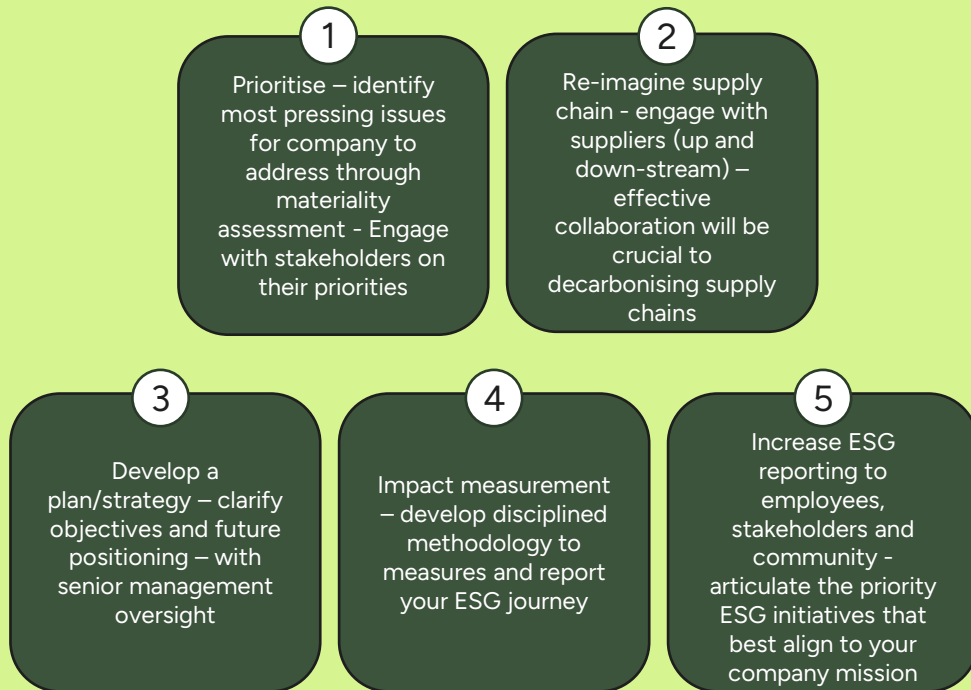 1
Prioritise – identify
most pressing issues
for company to
address through
materiality
assessment - Engage
with stakeholders on
their priorities
2
Re-imagine supply
chain - engage with
suppliers (up and
down-stream) –
effective
collaboration will be
crucial to
decarbonising supply
chains
3
Develop a
plan/strategy – clarify
objectives and future
positioning – with
senior management
oversight
4
Impact measurement
– develop disciplined
methodology to
measures and report
your ESG journey
5
Increase ESG
reporting to
employees,
stakeholders and
community -
articulate the priority
ESG initiatives that
best align to your
company mission